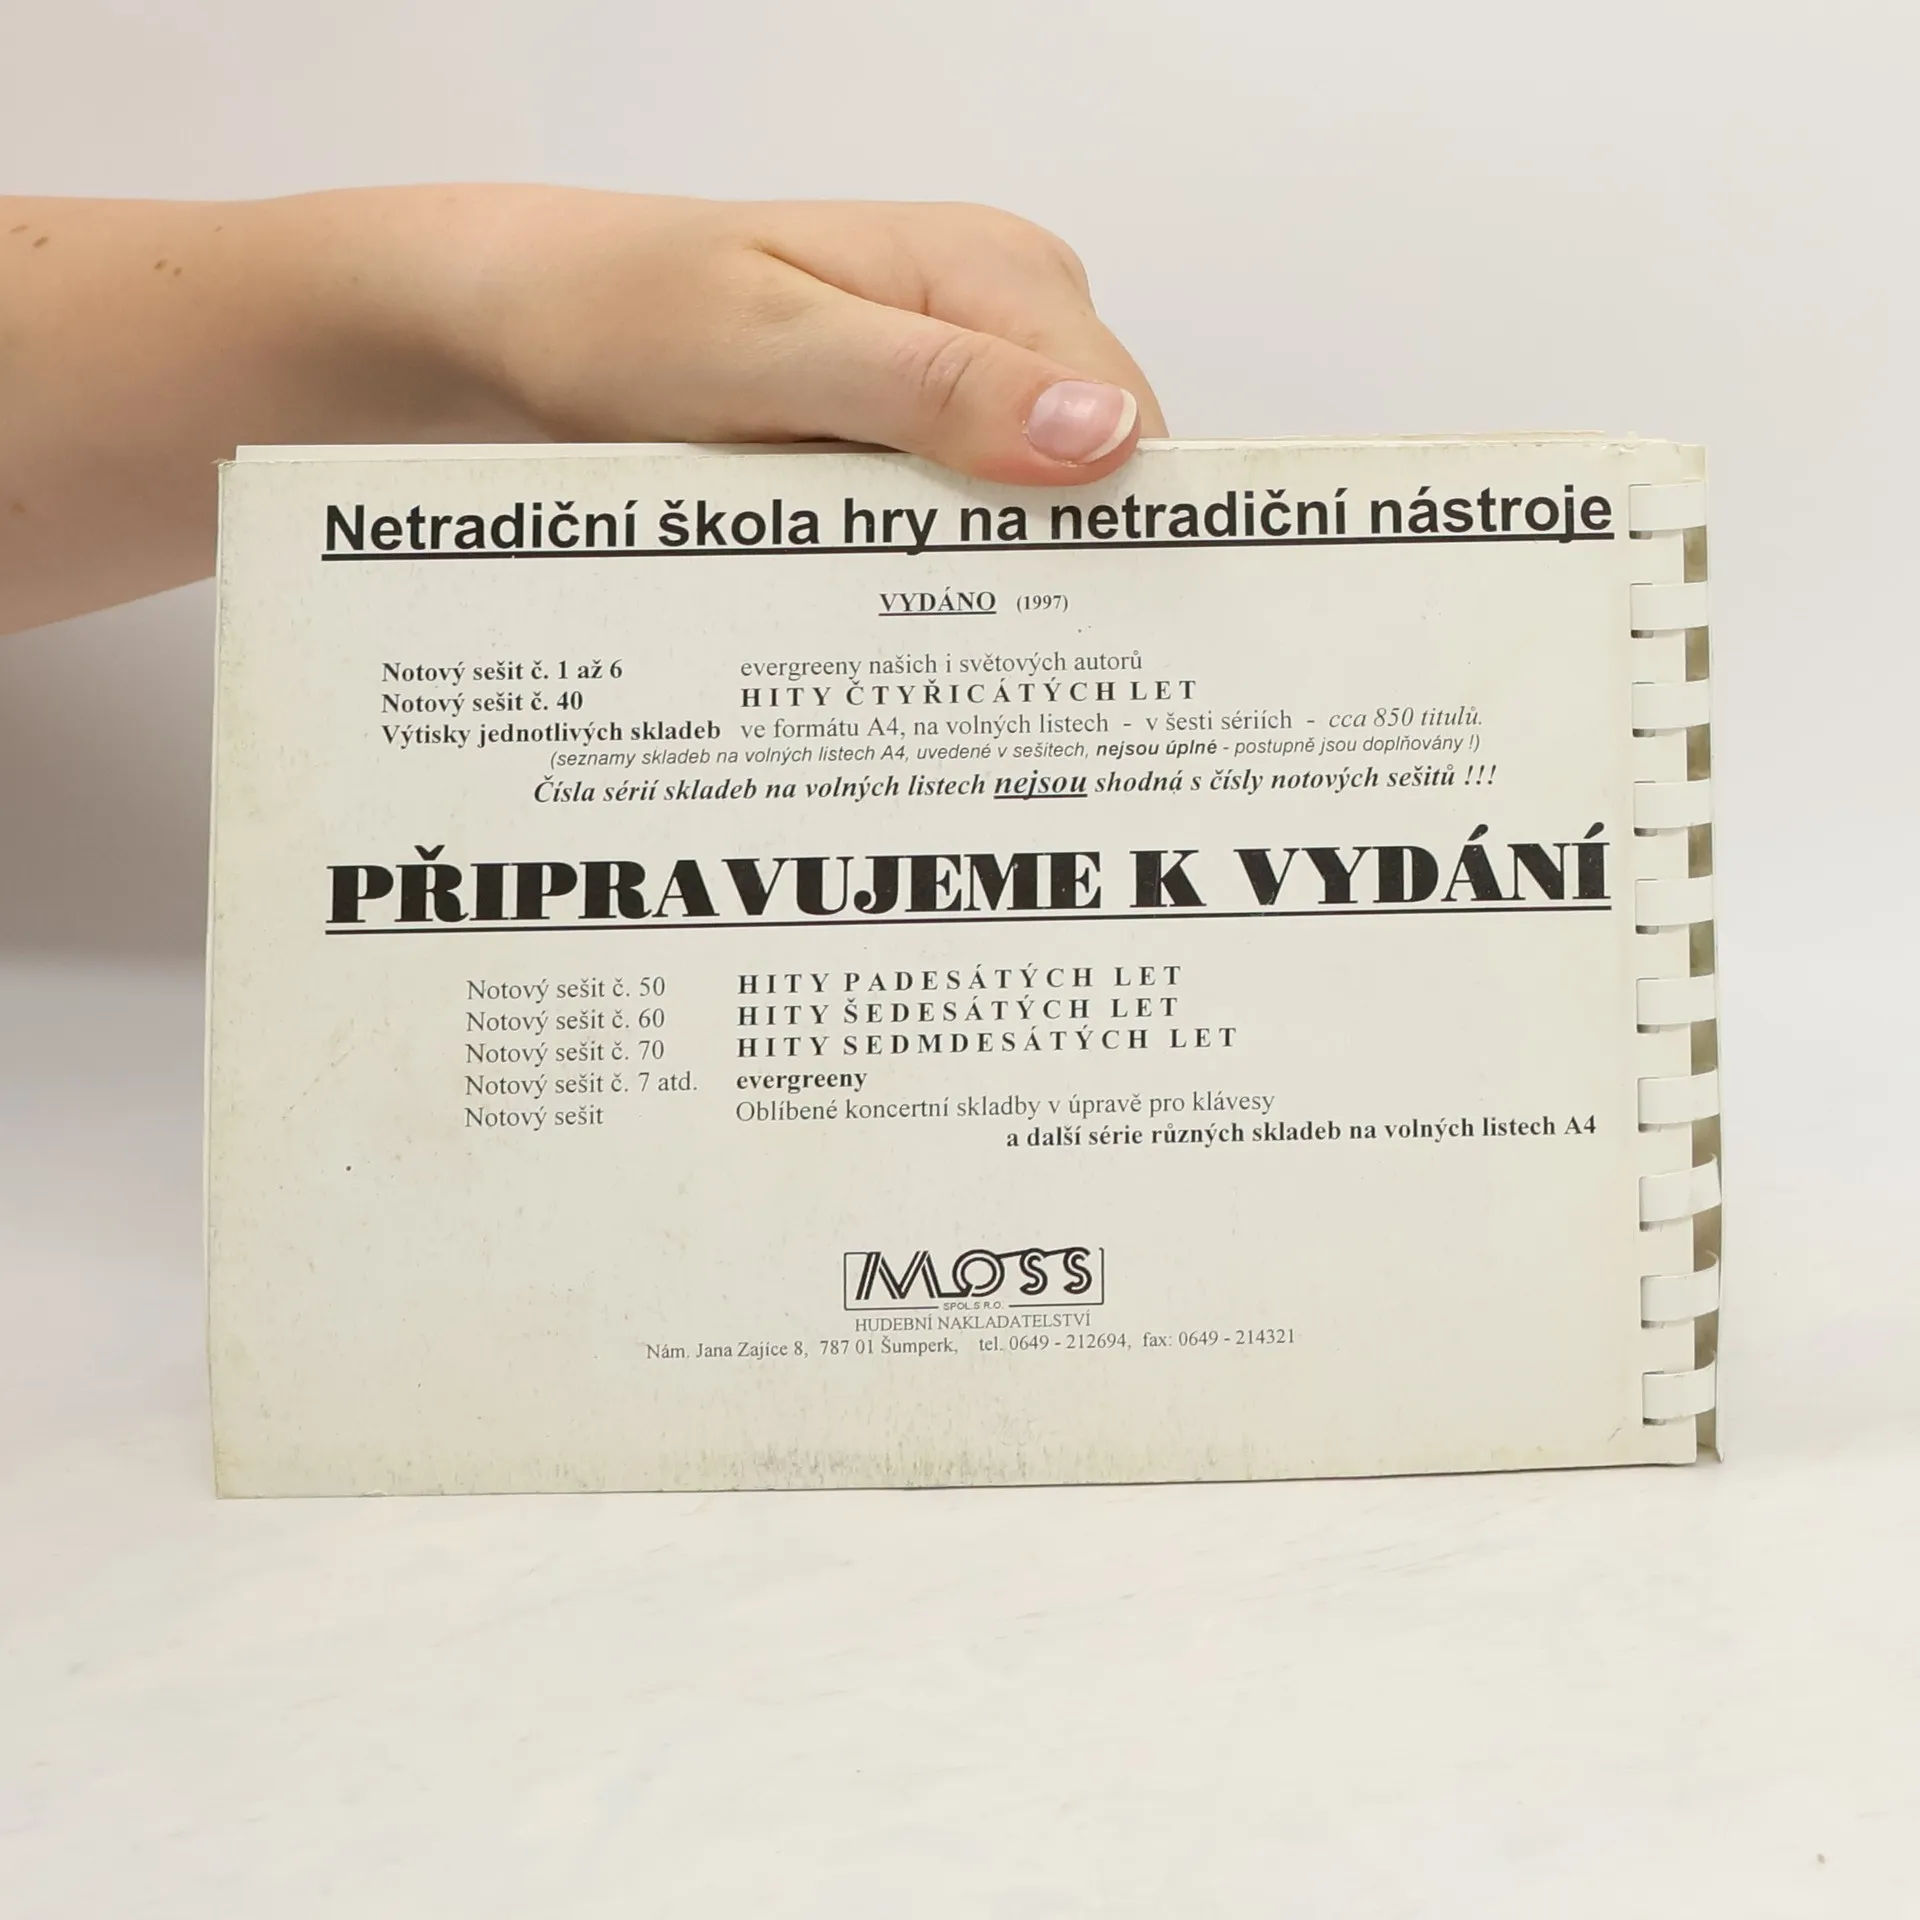 Netradiční škola hry na netradiční nástroje
VYDÁNO (1997)
Notový sešit č. 1 až 6 evergreeny našich i světových autorů
Notový sešit č. 40 HITY ČTYŘICÁTÝCH LET
Výtisky jednotlivých skladeb ve formátu A4, na volných listech - v šesti sériích - cca 850 titulů.
(seznamy skladeb na volných listech A4, uvedené v sešitech, nejsou úplné - postupně jsou doplňovány !)
Čísla sérií skladeb na volných listech nejsou shodná s čísly notových sešitů !!!
PŘIPRAVUJEME K VYDÁNÍ
Notový sešit č. 50 HITY PADESÁTÝCH LET
Notový sešit č. 60 HITY ŠEDESÁTÝCH LET
Notový sešit č. 70 HITY SEDMDESÁTÝCH LET
Notový sešit č. 7 atd. evergreeny
Notový sešit Oblíbené koncertní skladby v úpravě pro klávesy
a další série různých skladeb na volných listech A4
MOSS
SPOL.S R.O.
HUDEBNÍ NAKLADATELSTVÍ
Nám. Jana Zajíce 8, 787 01 Šumperk, tel. 0649 - 212694, fax: 0649 - 214321